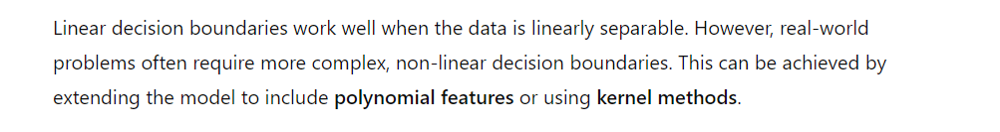 Linear decision boundaries work well when the data is linearly separable. However, real-world
problems often require more complex, non-linear decision boundaries. This can be achieved by
extending the model to include polynomial features or using kernel methods.